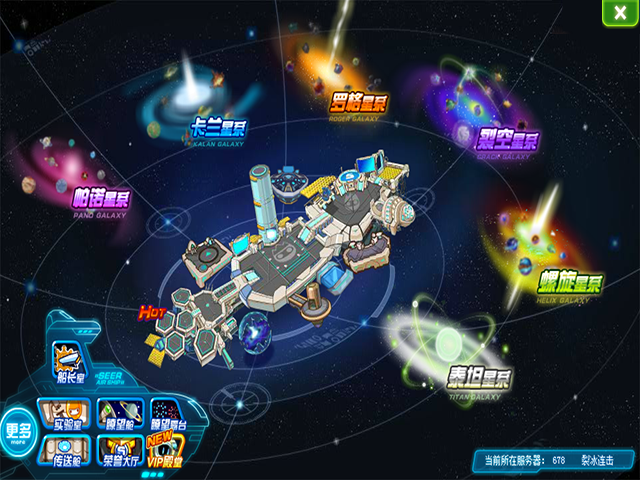 罗格星系
ROGER GALAXY
卡兰星系
KALAN GALAXY
裂空星系
GRACE GALAXY
帕诺星系
PANO GALAXY
螺旋星系
HELIX GALAXY
HOT
泰坦星系
TITAN GALAXY
船长室
SEER
AIR SHIP
实验室
瞭望舱
瞭望露台
更多
more
传送舱
荣誉大厅
NEW
VIP殿堂
当前所在服务器： 678 裂冰连击